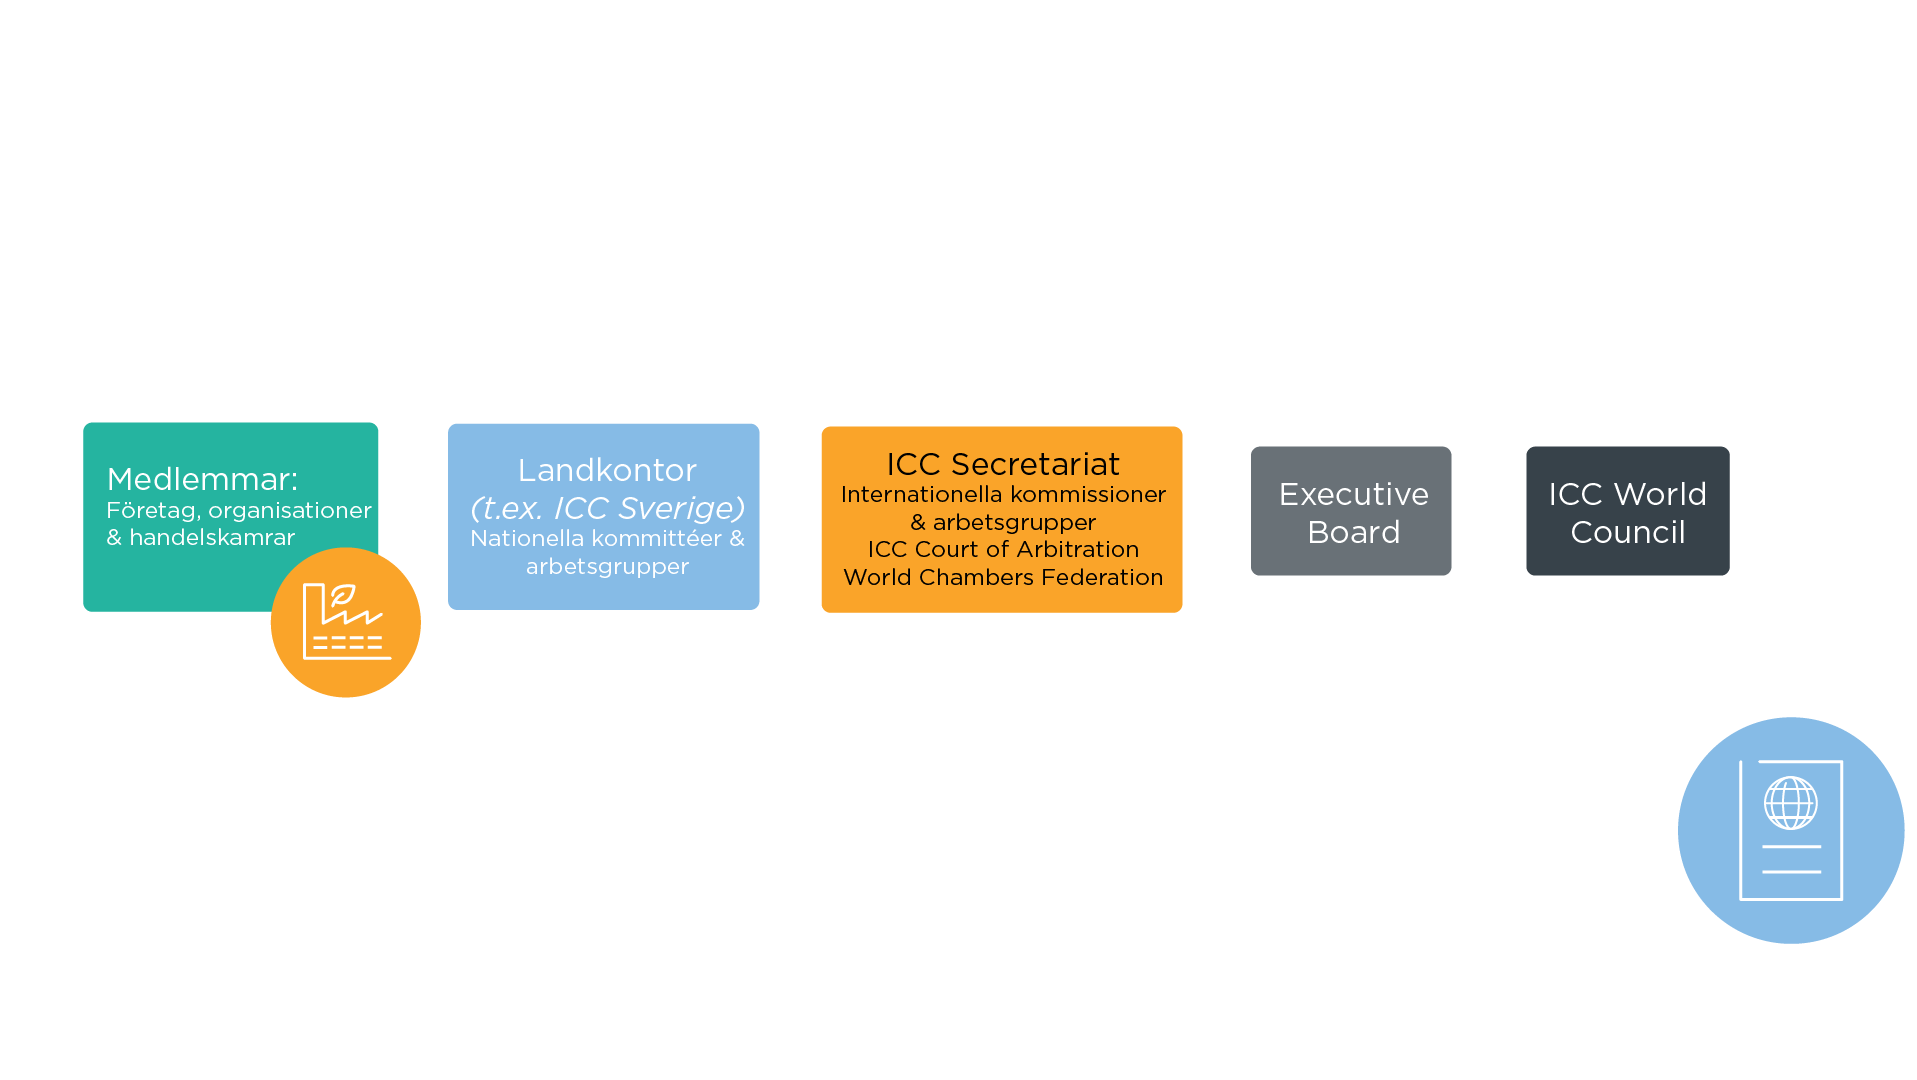 Medlemmar:
Företag, organisationer
& handelskamrar
Landkontor
(t.ex. ICC Sverige)
Nationella kommittéer &
arbetsgrupper
ICC Secretariat
Internationella kommissioner
& arbetsgrupper
ICC Court of Arbitration
World Chambers Federation
Executive
Board
ICC World
Council